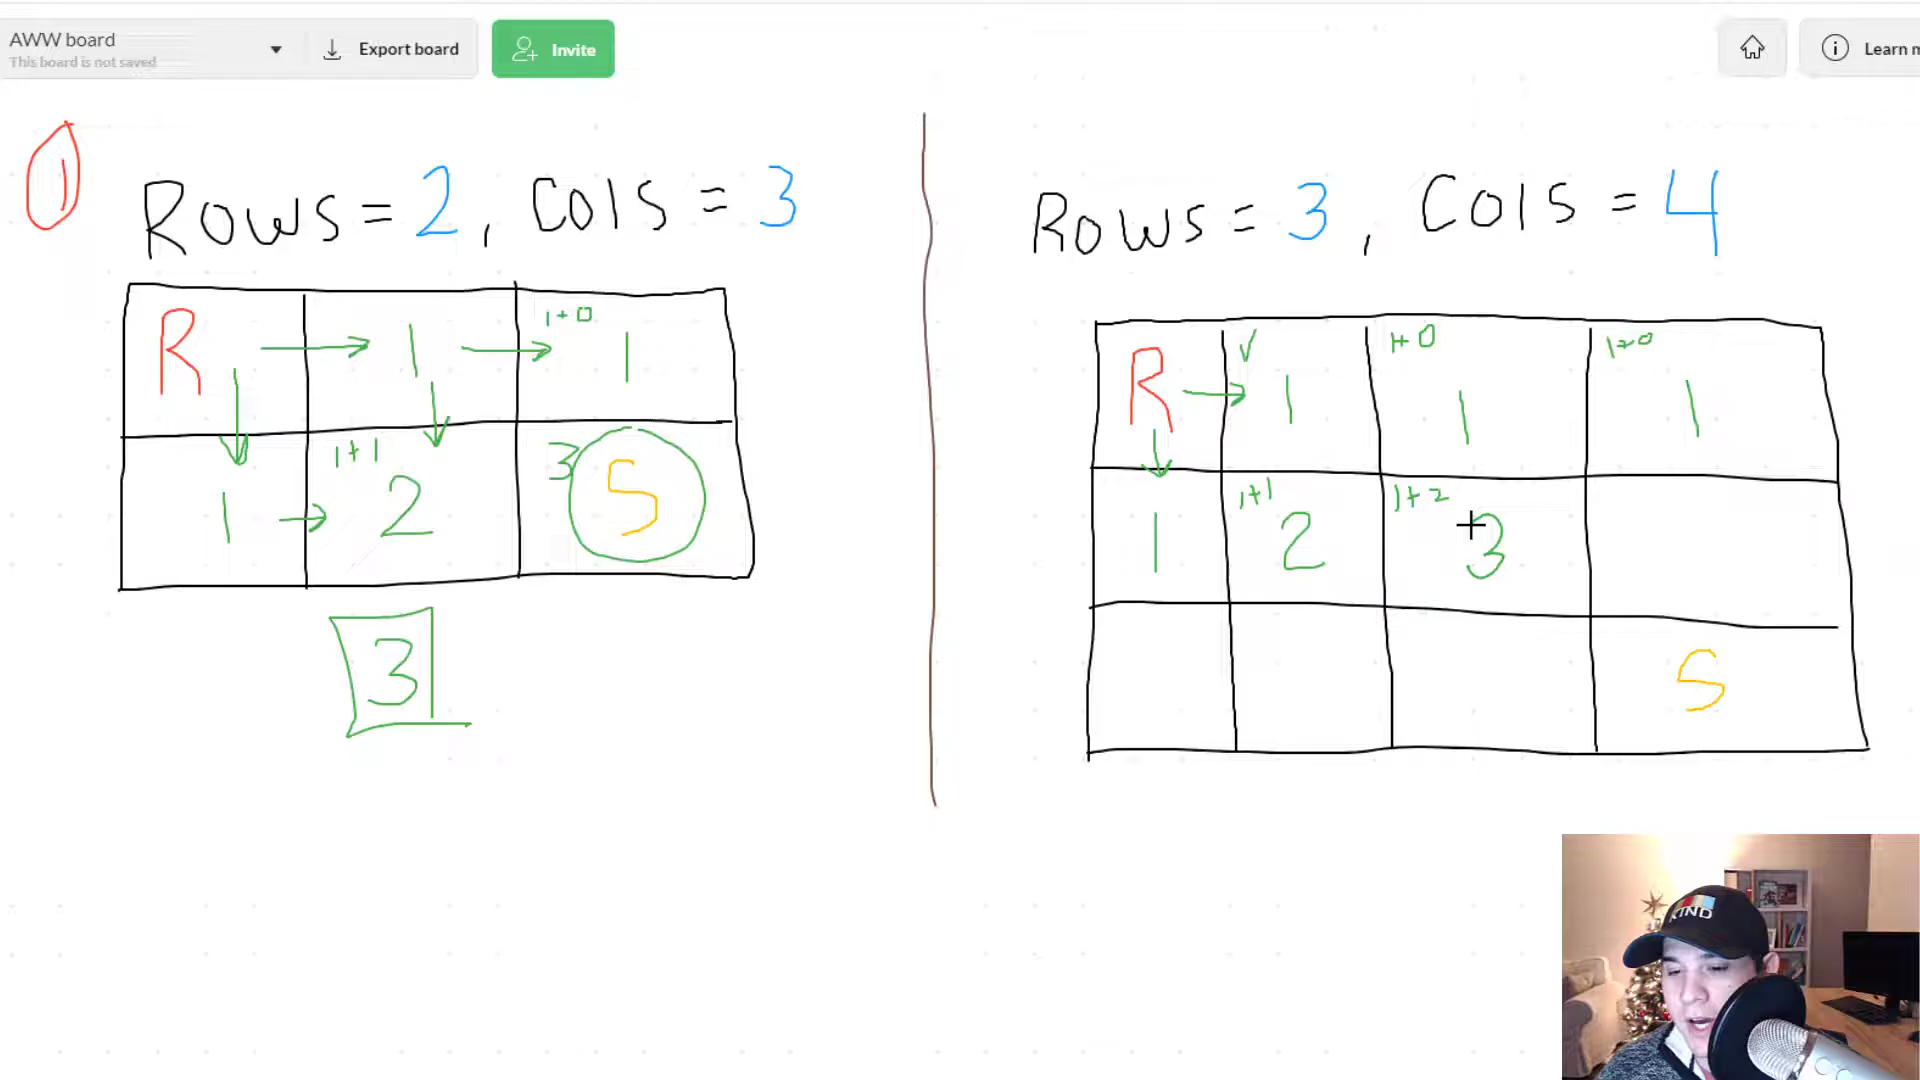 AWW board
This board is not saved
Export board
Invite
Learn m
1
Rows = 2, Cols = 3
R 1 1+0 1
1 1+1 2 3 S
3
Rows = 3, Cols = 4
R 1 1+0 1 1+0 1
1 1+1 2 1+2 3
S
KIND